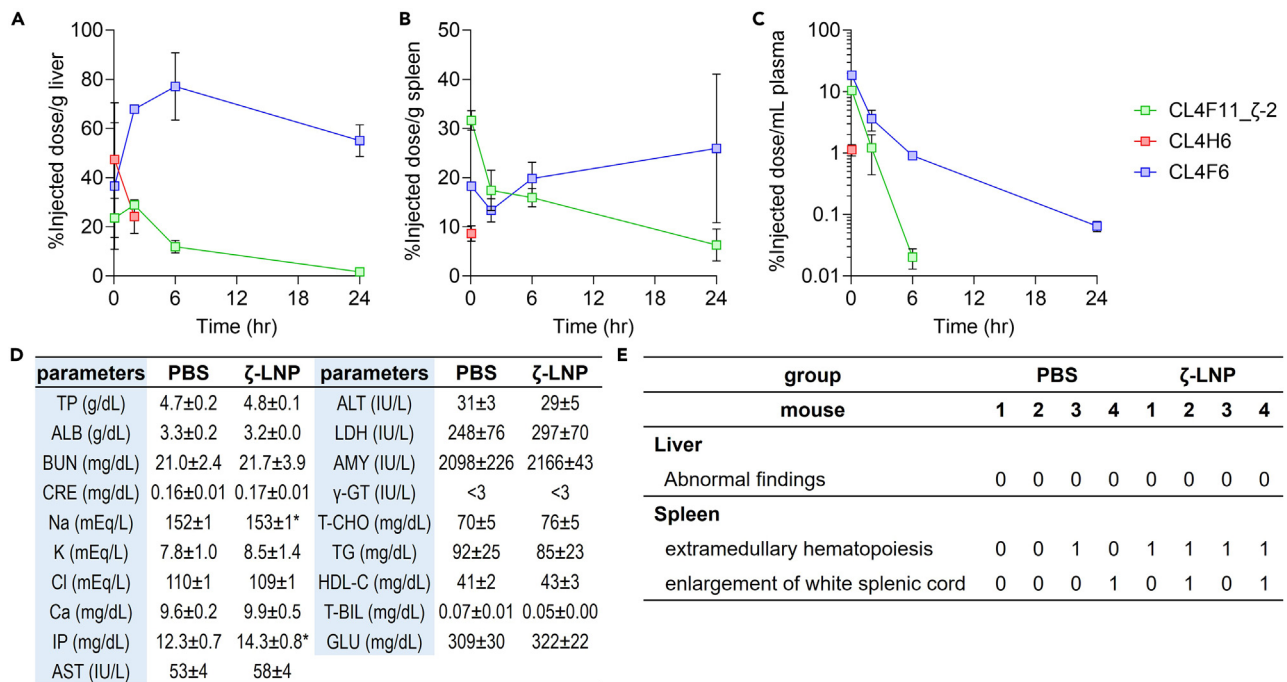 A
%Injected dose/g liver
100
80
60
40
20
0
0 6 12 18 24
Time (hr)
B
%Injected dose/g spleen
50
40
30
20
10
0
0 6 12 18 24
Time (hr)
C
%Injected dose/mL plasma
100
10
1
0.1
0.01
0 6 12 18 24
Time (hr)
CL4F11_ζ-2
CL4H6
CL4F6
D
parameters PBS ζ-LNP parameters PBS ζ-LNP
TP (g/dL) 4.7±0.2 4.8±0.1 ALT (IU/L) 31±3 29±5
ALB (g/dL) 3.3±0.2 3.2±0.0 LDH (IU/L) 248±76 297±70
BUN (mg/dL) 21.0±2.4 21.7±3.9 AMY (IU/L) 2098±226 2166±43
CRE (mg/dL) 0.16±0.01 0.17±0.01 γ-GT (IU/L) <3 <3
Na (mEq/L) 152±1 153±1* T-CHO (mg/dL) 70±5 76±5
K (mEq/L) 7.8±1.0 8.5±1.4 TG (mg/dL) 92±25 85±23
Cl (mEq/L) 110±1 109±1 HDL-C (mg/dL) 41±2 43±3
Ca (mg/dL) 9.6±0.2 9.9±0.5 T-BIL (mg/dL) 0.07±0.01 0.05±0.00
IP (mg/dL) 12.3±0.7 14.3±0.8* GLU (mg/dL) 309±30 322±22
AST (IU/L) 53±4 58±4
E
group PBS ζ-LNP
mouse 1 2 3 4 1 2 3 4
Liver
Abnormal findings 0 0 0 0 0 0 0 0
Spleen
extramedullary hematopoiesis 0 0 1 0 1 1 1 1
enlargement of white splenic cord 0 0 0 1 0 1 0 1